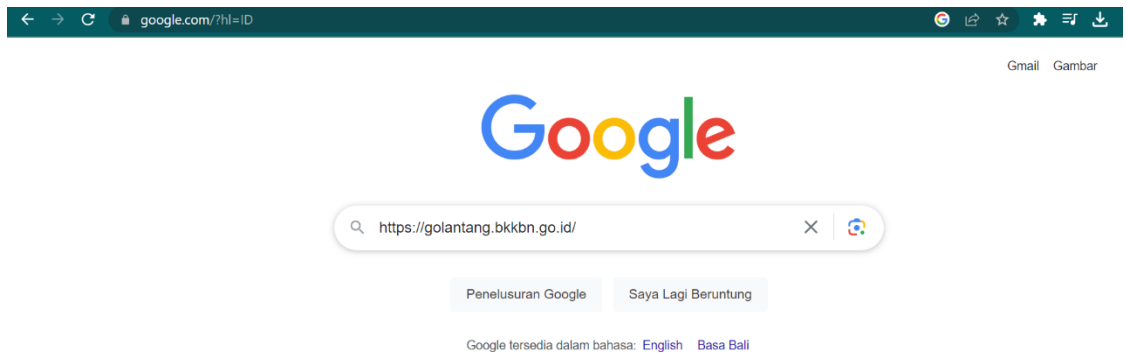 google.com/?hl=ID
Gmail Gambar
Google
https://golantang.bkkbn.go.id/
Penelusuran Google Saya Lagi Beruntung
Google tersedia dalam bahasa: English Basa Bali